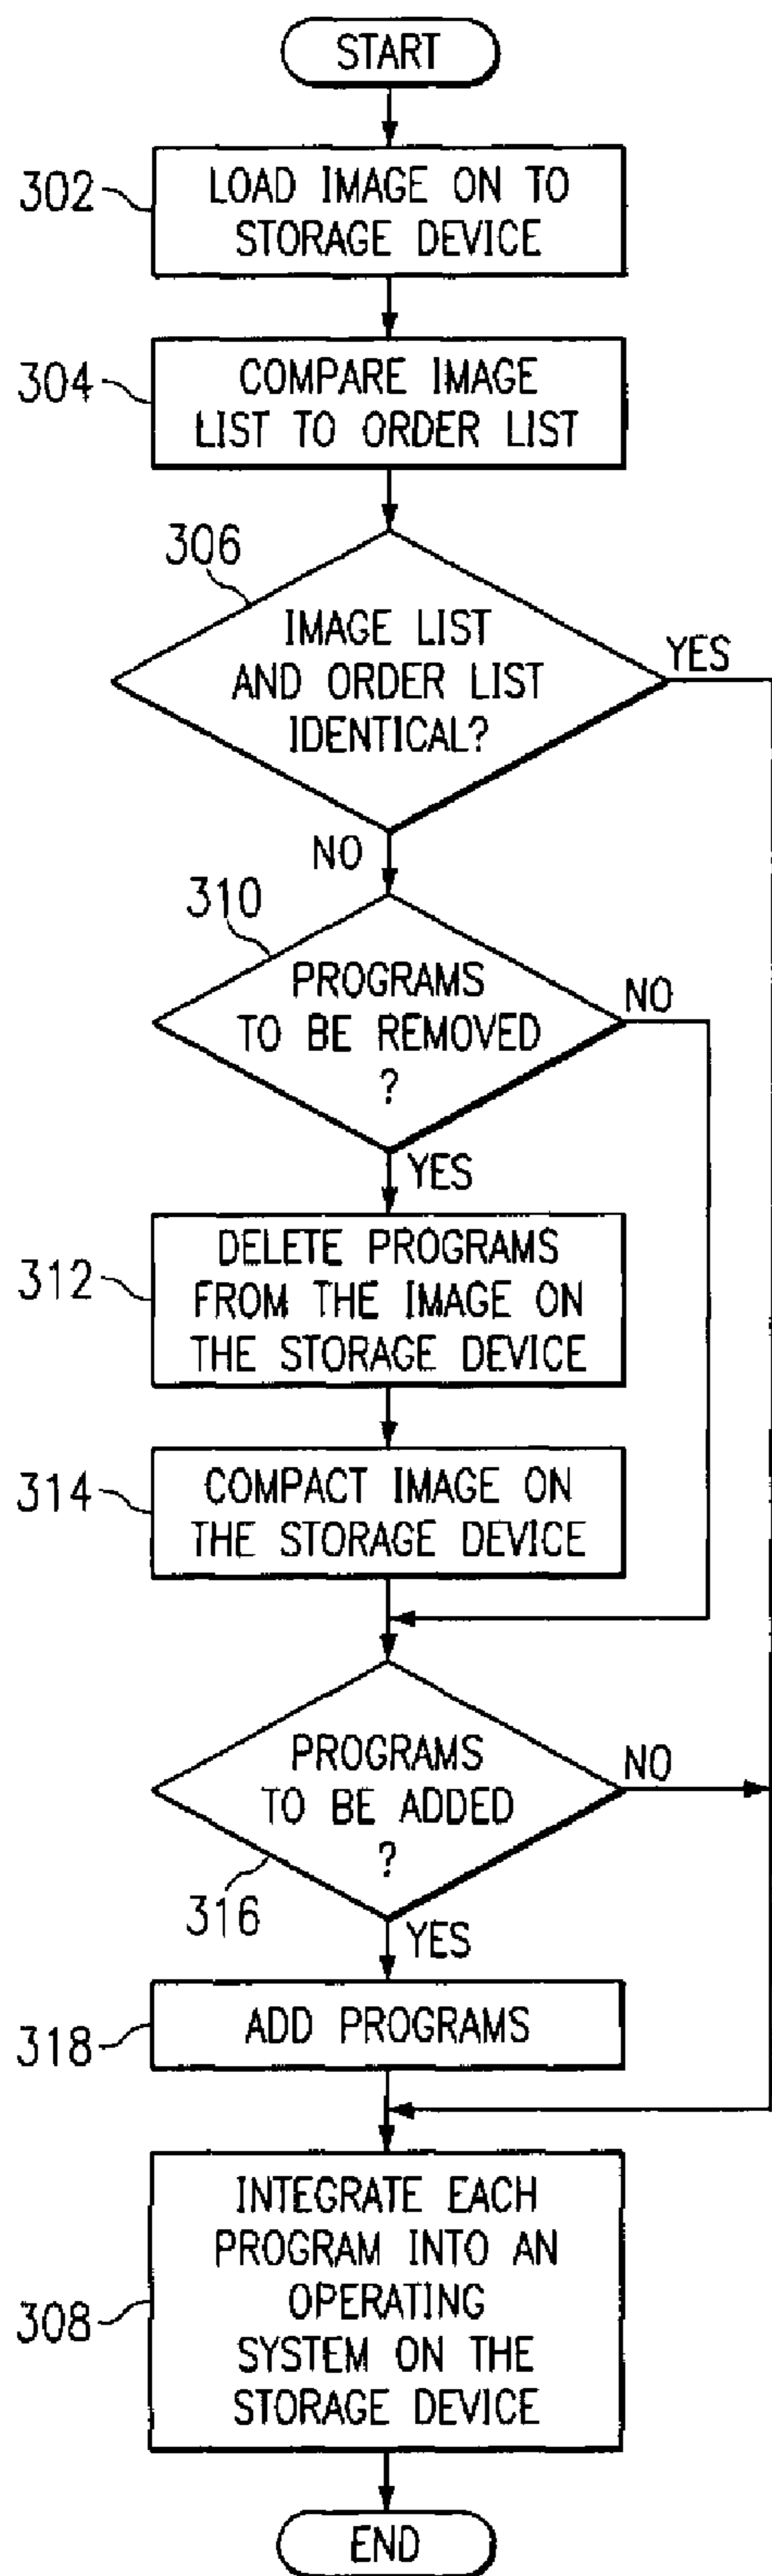 START
302
LOAD IMAGE ON TO
STORAGE DEVICE
304
COMPARE IMAGE
LIST TO ORDER LIST
306
IMAGE LIST
AND ORDER LIST
IDENTICAL?
YES
NO
310
PROGRAMS
TO BE REMOVED
?
NO
YES
312
DELETE PROGRAMS
FROM THE IMAGE ON
THE STORAGE DEVICE
314
COMPACT IMAGE ON
THE STORAGE DEVICE
PROGRAMS
TO BE ADDED
?
NO
316
YES
318
ADD PROGRAMS
308
INTEGRATE EACH
PROGRAM INTO AN
OPERATING
SYSTEM ON THE
STORAGE DEVICE
END